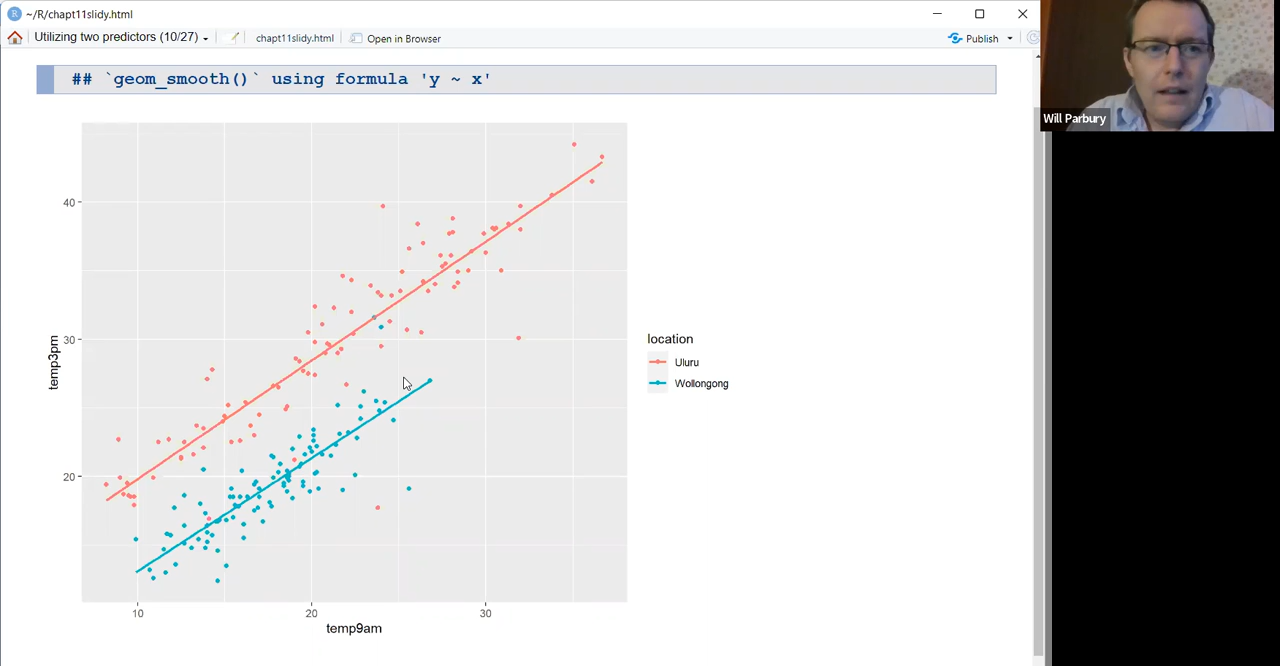 ~/R/chapt11slidy.html
Utilizing two predictors (10/27)
chapt11slidy.html
Open in Browser
Publish
## `geom_smooth()` using formula 'y ~ x'
Will Parbury
40
30
20
temp3pm
10
20
30
temp9am
location
Uluru
Wollongong